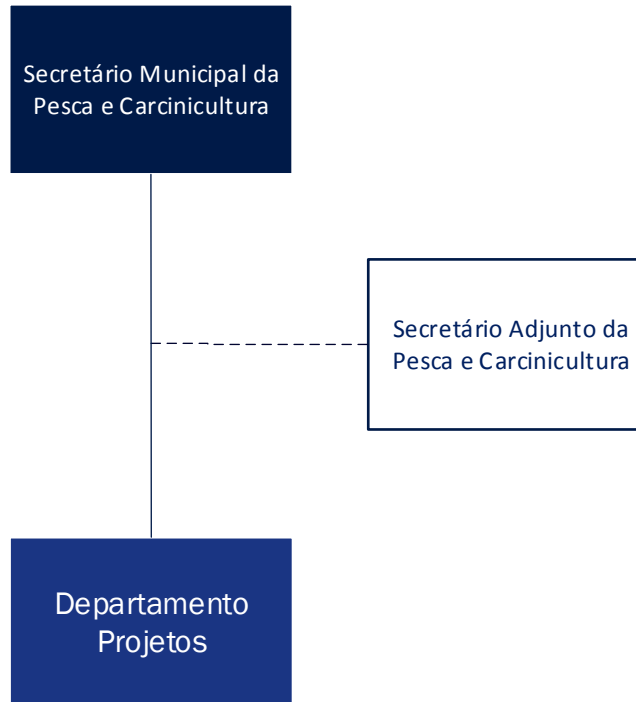 Secretário Municipal da
Pesca e Carcinicultura
Secretário Adjunto da
Pesca e Carcinicultura
Departamento
Projetos